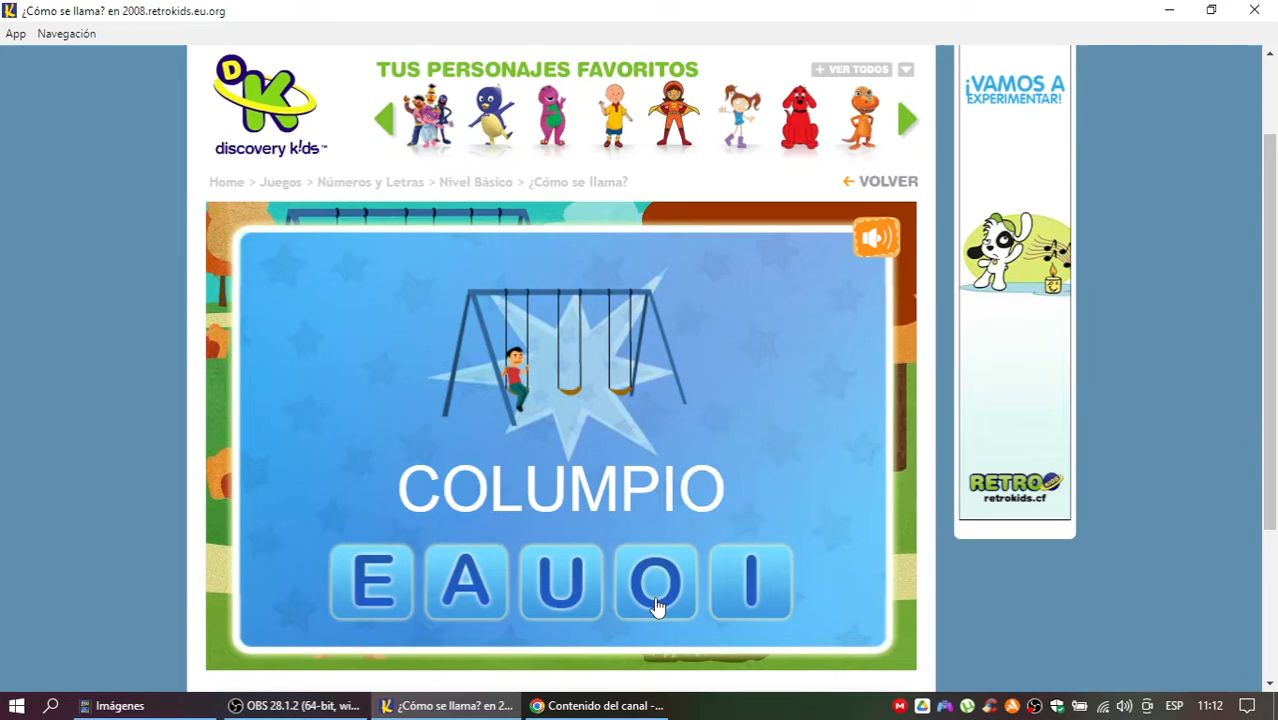 ¿Cómo se llama? en 2008.retrokids.eu.org
App Navegación
D
K
discovery k!ds™
TUS PERSONAJES FAVORITOS
+ VER TODOS
Home > Juegos > Números y Letras > Nivel Básico > ¿Cómo se llama?
← VOLVER
¡VAMOS A
EXPERIMENTAR!
COLUMPIO
E A U O I
RETRO
retrokids.cf
Imágenes
OBS 28.1.2 (64-bit, wi...
¿Cómo se llama? en 2...
Contenido del canal -...
ESP 11:12